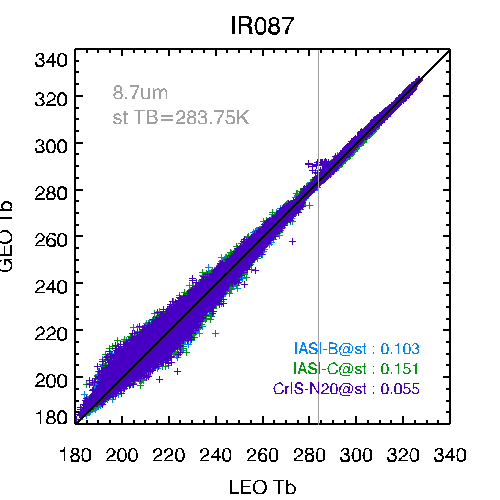 IR087
8.7um
st TB=283.75K
GEO Tb
340
320
300
280
260
240
220
200
180
IASI-B@st : 0.103
IASI-C@st : 0.151
CrIS-N20@st : 0.055
180 200 220 240 260 280 300 320 340
LEO Tb